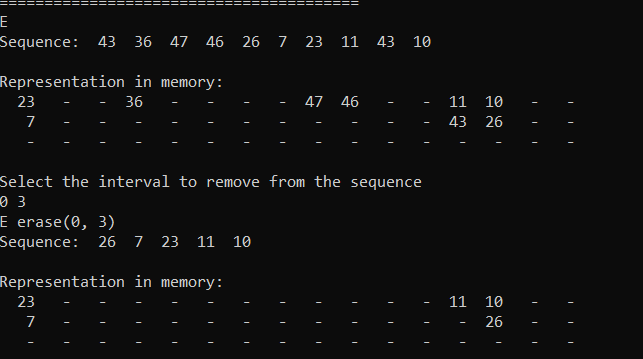 ========================================
E
Sequence:  43  36  47  46  26  7  23  11  43  10
Representation in memory:
  23   -   -  36   -   -   -   -  47  46   -   -  11  10   -   -
   7   -   -   -   -   -   -   -   -   -   -   -  43  26   -   -
   -   -   -   -   -   -   -   -   -   -   -   -   -   -   -   -
Select the interval to remove from the sequence
0 3
E erase(0, 3)
Sequence:  26  7  23  11  10
Representation in memory:
  23   -   -   -   -   -   -   -   -   -   -   -  11  10   -   -
   7   -   -   -   -   -   -   -   -   -   -   -   -  26   -   -
   -   -   -   -   -   -   -   -   -   -   -   -   -   -   -   -